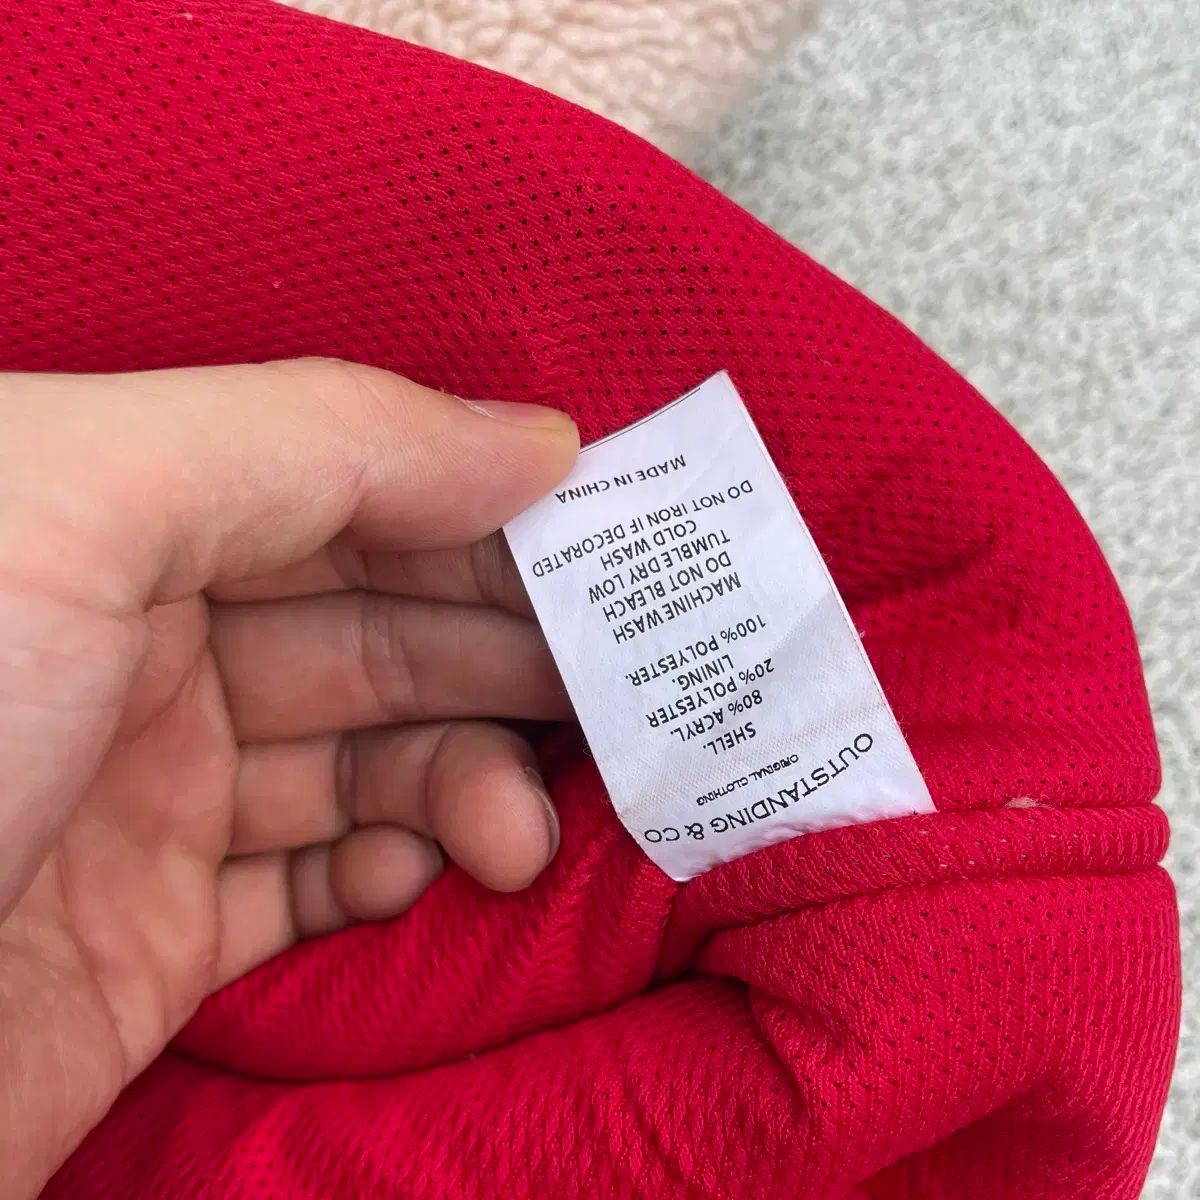 OUTSTANDING & CO
ORIGINAL CLOTHING
SHELL.
80% ACRYL.
20% POLYESTER
LINING.
100% POLYESTER.
MACHINE WASH
DO NOT BLEACH
TUMBLE DRY LOW
COLD WASH
DO NOT IRON IF DECORATED
MADE IN CHINA